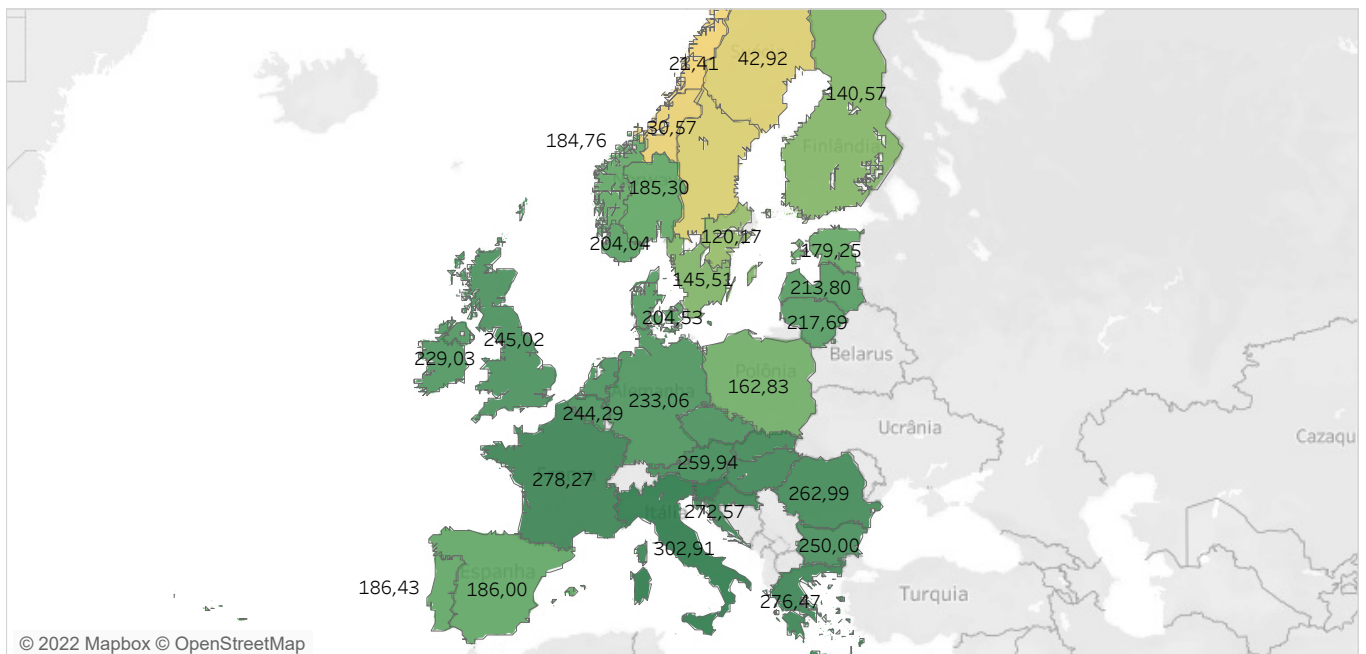 21,41
42,92
140,57
30,57
184,76
Finlândia
185,30
204,04
120,17
179,25
145,51
213,80
204,53
217,69
245,02
229,03
Belarus
Polônia
162,83
Alemanha
233,06
244,29
Ucrânia
Cazaqu
259,94
278,27
262,99
Itália
272,57
302,91
250,00
Espanha
186,43
186,00
276,47
Turquia
© 2022 Mapbox © OpenStreetMap